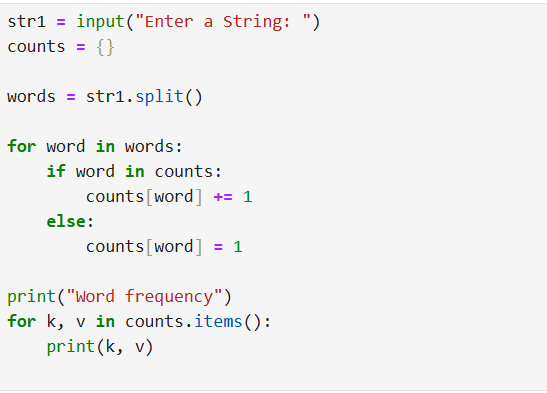 str1 = input("Enter a String: ")
counts = {}
words = str1.split()
for word in words:
    if word in counts:
        counts[word] += 1
    else:
        counts[word] = 1
print("Word frequency")
for k, v in counts.items():
    print(k, v)